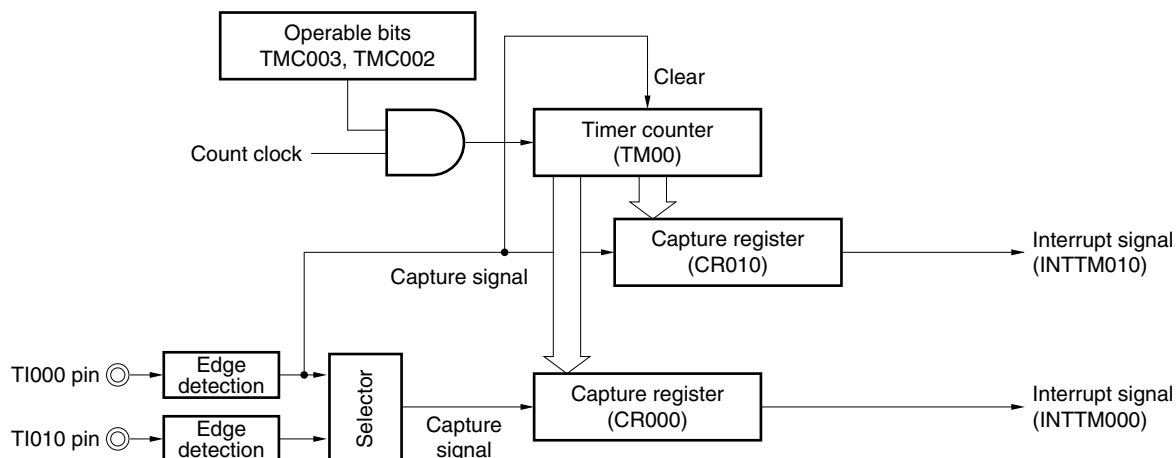 Operable bits
TMC003, TMC002
Clear
Timer counter
(TM00)
Count clock
Capture register
(CR010)
Interrupt signal
(INTTM010)
Capture signal
TI000 pin
Edge
detection
Selector
Capture register
(CR000)
Interrupt signal
(INTTM000)
TI010 pin
Edge
detection
Capture
signal